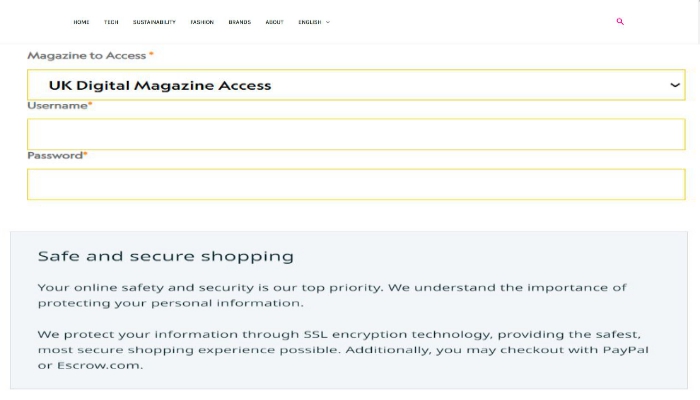 HOME TECH SUSTAINABILITY FASHION BRANDS ABOUT ENGLISH
Magazine to Access *
UK Digital Magazine Access
Username*
Password*
Safe and secure shopping
Your online safety and security is our top priority. We understand the importance of
protecting your personal information.
We protect your information through SSL encryption technology, providing the safest,
most secure shopping experience possible. Additionally, you may checkout with PayPal
or Escrow.com.